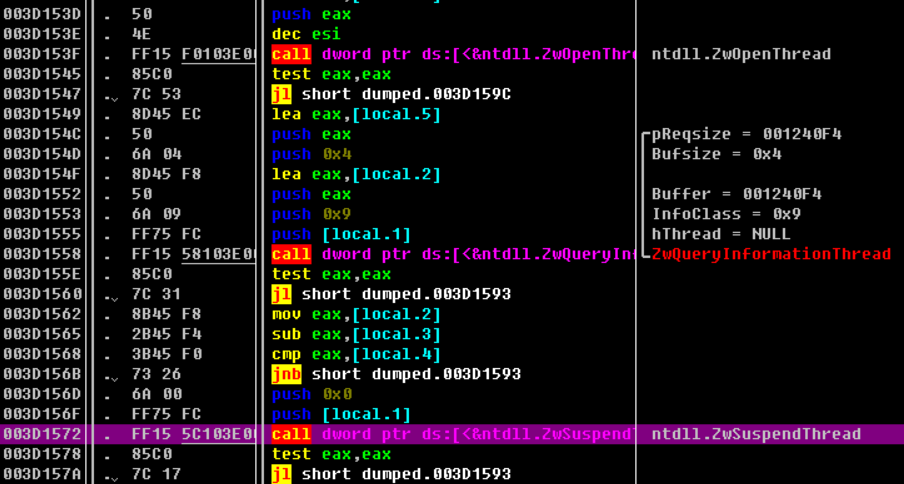 003D153D . 50 push eax
003D153E . 4E dec esi
003D153F . FF15 F0103E0 call dword ptr ds:[<&ntdll.ZwOpenThre ntdll.ZwOpenThread
003D1545 . 85C0 test eax,eax
003D1547 . 7C 53 jl short dumped.003D159C
003D1549 . 8D45 EC lea eax,[local.5]
003D154C . 50 push eax pReqsize = 001240F4
003D154D . 6A 04 push 0x4 Bufsize = 0x4
003D154F . 8D45 F8 lea eax,[local.2]
003D1552 . 50 push eax Buffer = 001240F4
003D1553 . 6A 09 push 0x9 InfoClass = 0x9
003D1555 . FF75 FC push [local.1] hThread = NULL
003D1558 . FF15 58103E0 call dword ptr ds:[<&ntdll.ZwQueryInf ZwQueryInformationThread
003D155E . 85C0 test eax,eax
003D1560 . 7C 31 jl short dumped.003D1593
003D1562 . 8B45 F8 mov eax,[local.2]
003D1565 . 2B45 F4 sub eax,[local.3]
003D1568 . 3B45 F0 cmp eax,[local.4]
003D156B . 73 26 jnb short dumped.003D1593
003D156D . 6A 00 push 0x0
003D156F . FF75 FC push [local.1]
003D1572 . FF15 5C103E0 call dword ptr ds:[<&ntdll.ZwSuspend ntdll.ZwSuspendThread
003D1578 . 85C0 test eax,eax
003D157A . 7C 17 jl short dumped.003D1593